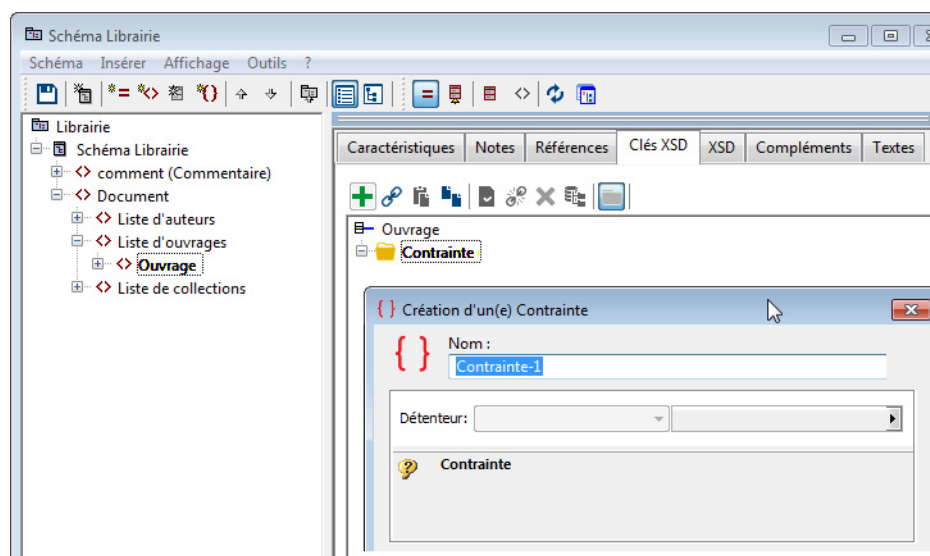 Schéma Librairie
Schéma Insérer Affichage Outils ?
Librairie
Schéma Librairie
comment (Commentaire)
Document
Liste d'auteurs
Liste d'ouvrages
Ouvrage
Liste de collections
Caractéristiques Notes Références Clés XSD XSD Compléments Textes
Ouvrage
Contrainte
Création d'un(e) Contrainte
Nom :
Contrainte-1
Détenteur:
Contrainte